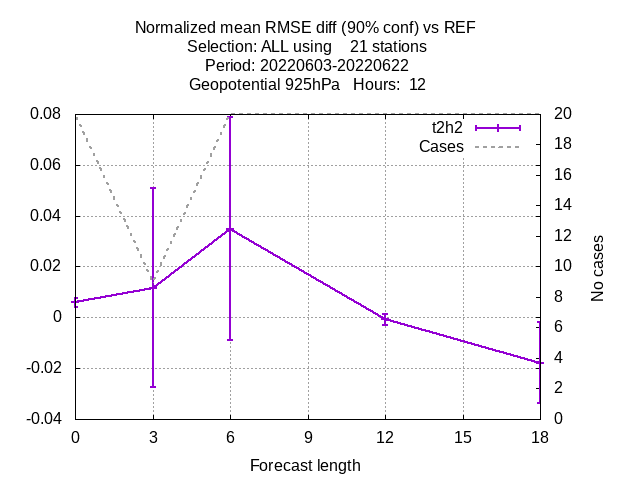 Normalized mean RMSE diff (90% conf) vs REF
Selection: ALL using    21 stations
Period: 20220603-20220622
Geopotential 925hPa   Hours:  12
0.08
0.06
0.04
0.02
0
-0.02
-0.04
t2h2
Cases
20
18
16
14
12
10
8
6
4
2
0
No cases
0 3 6 9 12 15 18
Forecast length